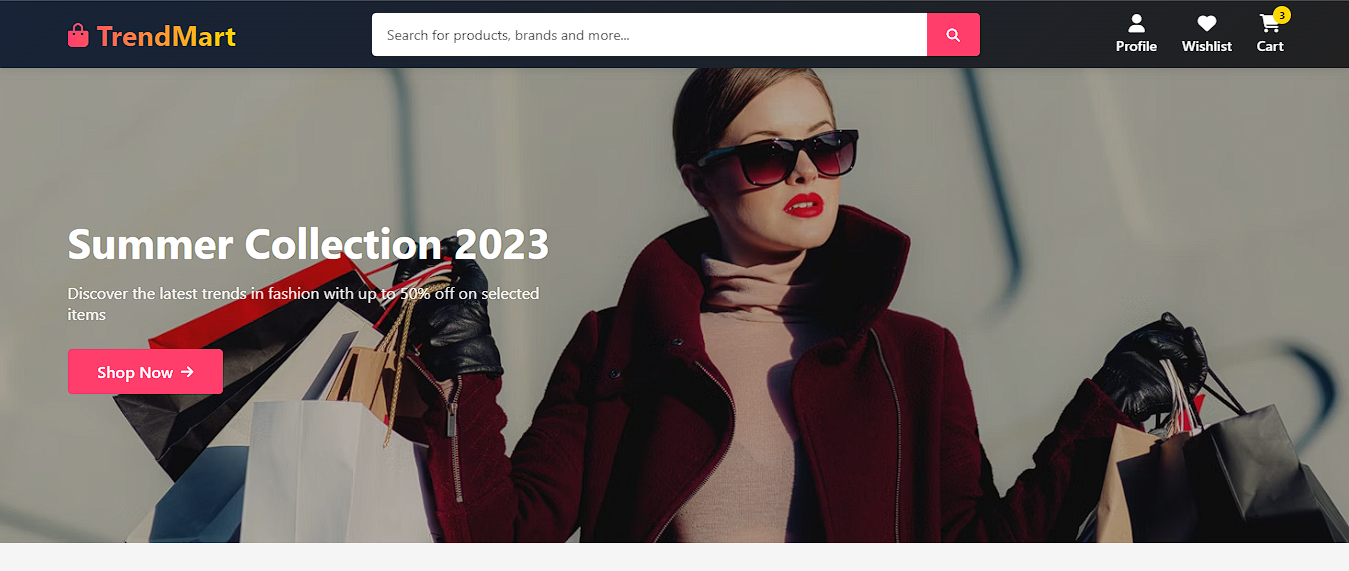 TrendMart
Search for products, brands and more...
3
Profile
Wishlist
Cart
Summer Collection 2023
Discover the latest trends in fashion with up to 50% off on selected
items
Shop Now